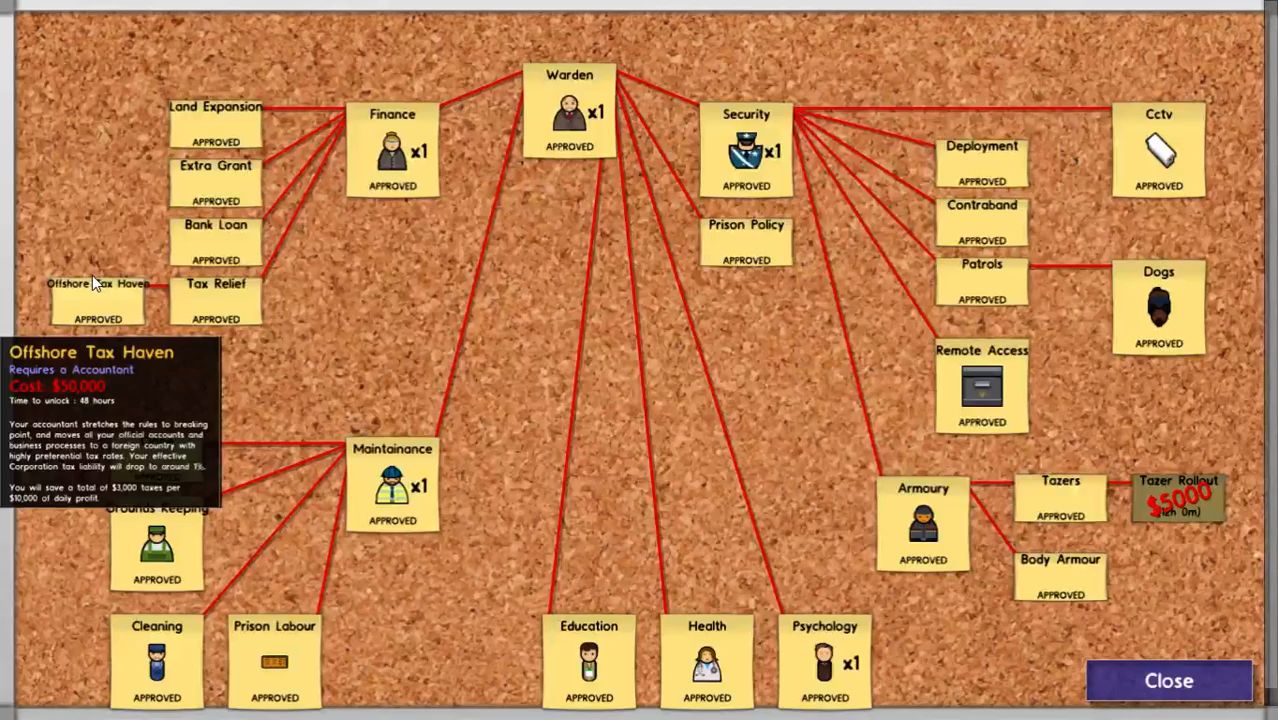 Warden
x1
APPROVED
Land Expansion
APPROVED
Finance
x1
APPROVED
Security
x1
APPROVED
Cctv
APPROVED
Deployment
APPROVED
Extra Grant
APPROVED
Contraband
APPROVED
Bank Loan
APPROVED
Prison Policy
APPROVED
Patrols
APPROVED
Dogs
APPROVED
Offshore Tax Haven
APPROVED
Tax Relief
APPROVED
Remote Access
APPROVED
Offshore Tax Haven
Requires a Accountant
Cost: $50,000
Time to unlock : 48 hours
Your accountant stretches the rules to breaking
point, and moves all your official accounts and
business processes to a foreign country with
highly preferential tax rates. Your effective
Corporation tax liability will drop to around 1%.
You will save a total of $3,000 taxes per
$10,000 of daily profit.
Maintainance
x1
APPROVED
Armoury
APPROVED
Tazers
APPROVED
Tazer Rollout
$5000
Body Armour
APPROVED
Grounds Keeping
APPROVED
Cleaning
APPROVED
Prison Labour
APPROVED
Education
APPROVED
Health
APPROVED
Psychology
x1
APPROVED
Close